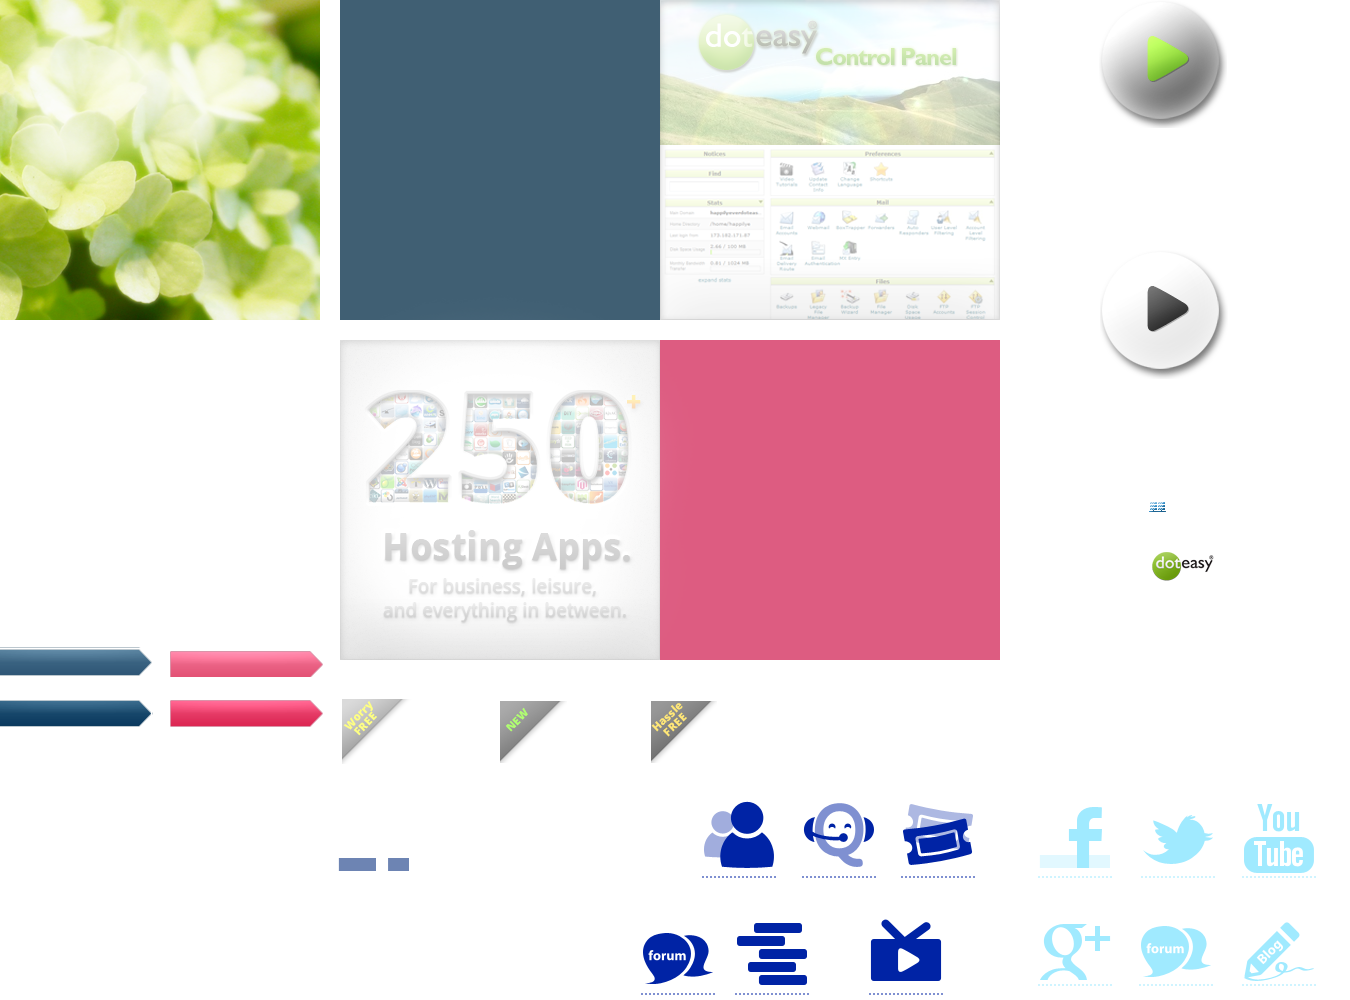 doteasy®
Control Panel
Notices
Find
Stats
Preferences
Video
Tutorials
Update
Contact
Info
Change
Language
Shortcuts
Mail
Email
Accounts
Webmail
BoxTrapper
Forwarders
Auto
Responders
User Level
Filtering
Account
Level
Filtering
Email
Delivery
Route
Email
Authentication
MX Entry
expand stats
Files
Backups
Legacy
File
Manager
Backup
Wizard
File
Manager
Disk
Space
Usage
FTP
Accounts
FTP
Session
Control
250+
Hosting Apps.
For business, leisure,
and everything in between.
doteasy®
Worry
FREE
NEW
Hassle
FREE
You
Tube
forum
forum
Blog